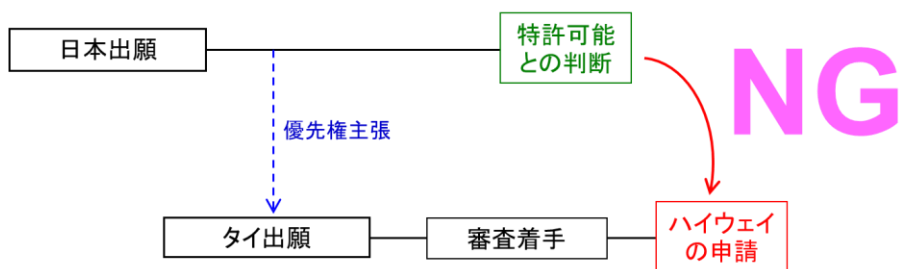 日本出願
特許可能
との判断
NG
優先権主張
タイ出願
審査着手
ハイウェイ
の申請